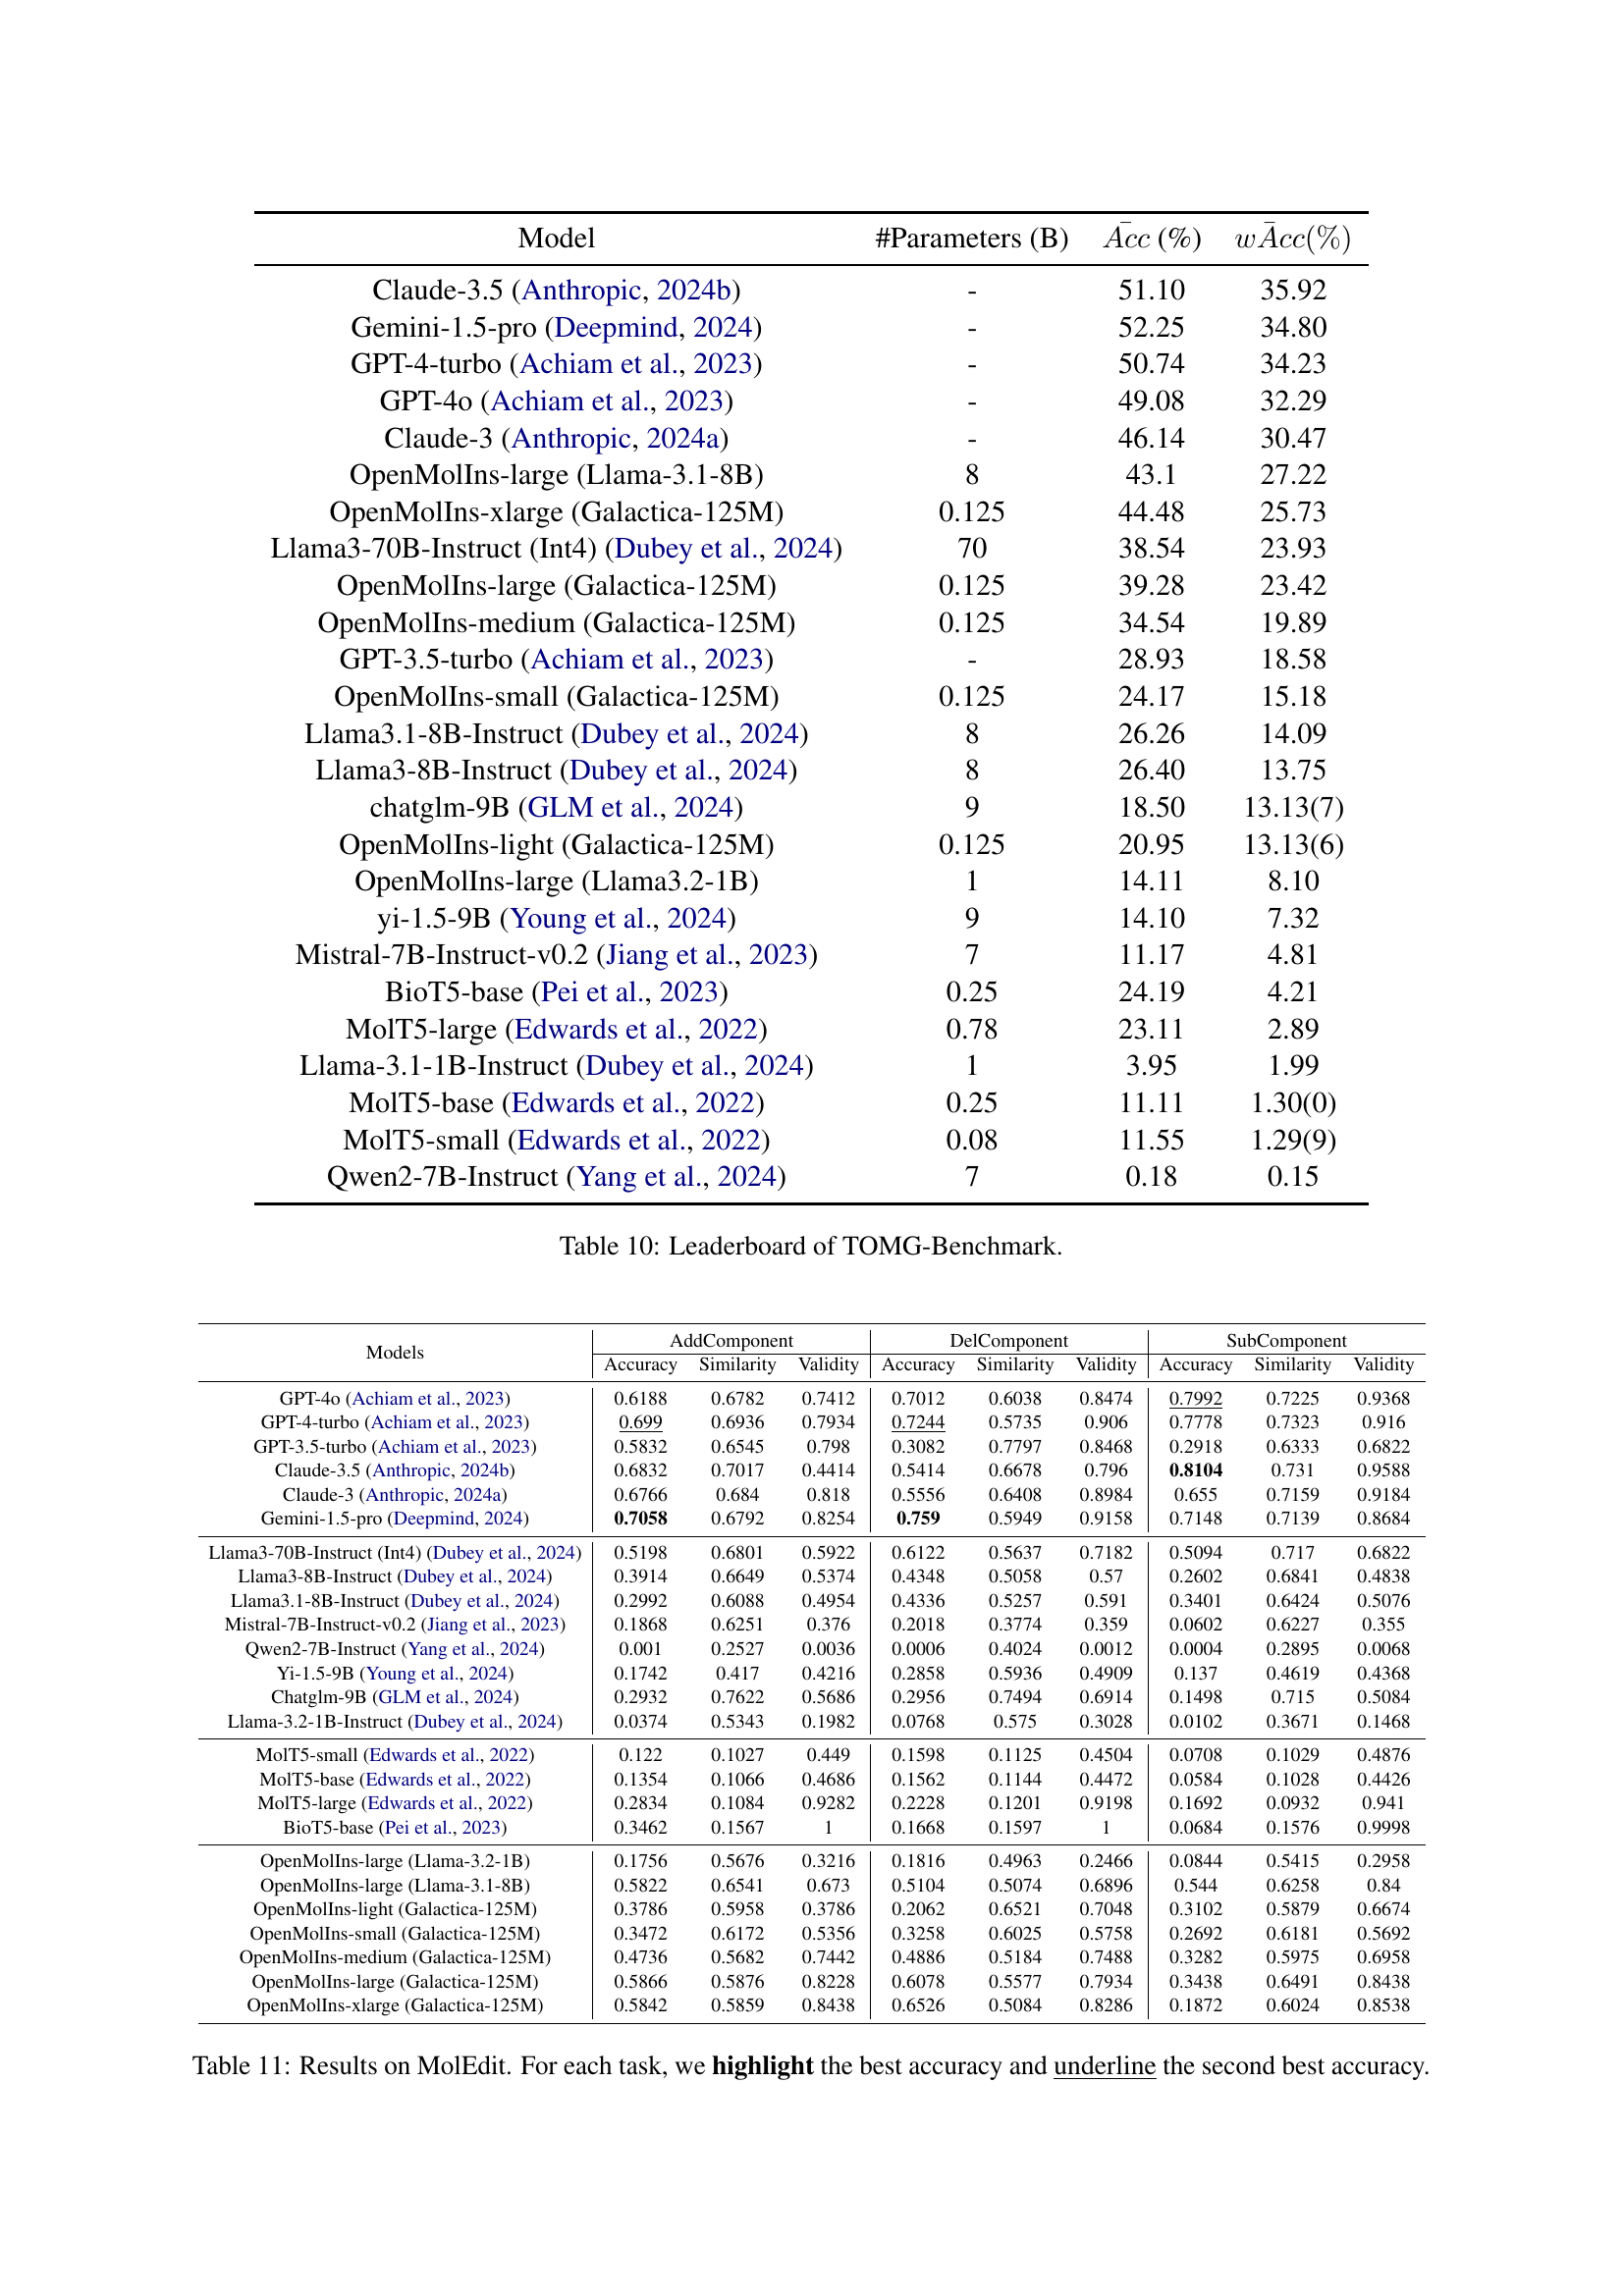 Model #Parameters (B) Ācc (%) wĀcc(%)
Claude-3.5 (Anthropic, 2024b) - 51.10 35.92
Gemini-1.5-pro (Deepmind, 2024) - 52.25 34.80
GPT-4-turbo (Achiam et al., 2023) - 50.74 34.23
GPT-4o (Achiam et al., 2023) - 49.08 32.29
Claude-3 (Anthropic, 2024a) - 46.14 30.47
OpenMolIns-large (Llama-3.1-8B) 8 43.1 27.22
OpenMolIns-xlarge (Galactica-125M) 0.125 44.48 25.73
Llama3-70B-Instruct (Int4) (Dubey et al., 2024) 70 38.54 23.93
OpenMolIns-large (Galactica-125M) 0.125 39.28 23.42
OpenMolIns-medium (Galactica-125M) 0.125 34.54 19.89
GPT-3.5-turbo (Achiam et al., 2023) - 28.93 18.58
OpenMolIns-small (Galactica-125M) 0.125 24.17 15.18
Llama3.1-8B-Instruct (Dubey et al., 2024) 8 26.26 14.09
Llama3-8B-Instruct (Dubey et al., 2024) 8 26.40 13.75
chatglm-9B (GLM et al., 2024) 9 18.50 13.13(7)
OpenMolIns-light (Galactica-125M) 0.125 20.95 13.13(6)
OpenMolIns-large (Llama3.2-1B) 1 14.11 8.10
yi-1.5-9B (Young et al., 2024) 9 14.10 7.32
Mistral-7B-Instruct-v0.2 (Jiang et al., 2023) 7 11.17 4.81
BioT5-base (Pei et al., 2023) 0.25 24.19 4.21
MolT5-large (Edwards et al., 2022) 0.78 23.11 2.89
Llama-3.1-1B-Instruct (Dubey et al., 2024) 1 3.95 1.99
MolT5-base (Edwards et al., 2022) 0.25 11.11 1.30(0)
MolT5-small (Edwards et al., 2022) 0.08 11.55 1.29(9)
Qwen2-7B-Instruct (Yang et al., 2024) 7 0.18 0.15
Table 10: Leaderboard of TOMG-Benchmark.
Models AddComponent DelComponent SubComponent
Accuracy Similarity Validity Accuracy Similarity Validity Accuracy Similarity Validity
GPT-4o (Achiam et al., 2023) 0.6188 0.6782 0.7412 0.7012 0.6038 0.8474 0.7992 0.7225 0.9368
GPT-4-turbo (Achiam et al., 2023) 0.699 0.6936 0.7934 0.7244 0.5735 0.906 0.7778 0.7323 0.916
GPT-3.5-turbo (Achiam et al., 2023) 0.5832 0.6545 0.798 0.3082 0.7797 0.8468 0.2918 0.6333 0.6822
Claude-3.5 (Anthropic, 2024b) 0.6832 0.7017 0.4414 0.5414 0.6678 0.796 0.8104 0.731 0.9588
Claude-3 (Anthropic, 2024a) 0.6766 0.684 0.818 0.5556 0.6408 0.8984 0.655 0.7159 0.9184
Gemini-1.5-pro (Deepmind, 2024) 0.7058 0.6792 0.8254 0.759 0.5949 0.9158 0.7148 0.7139 0.8684
Llama3-70B-Instruct (Int4) (Dubey et al., 2024) 0.5198 0.6801 0.5922 0.6122 0.5637 0.7182 0.5094 0.717 0.6822
Llama3-8B-Instruct (Dubey et al., 2024) 0.3914 0.6649 0.5374 0.4348 0.5058 0.57 0.2602 0.6841 0.4838
Llama3.1-8B-Instruct (Dubey et al., 2024) 0.2992 0.6088 0.4954 0.4336 0.5257 0.591 0.3401 0.6424 0.5076
Mistral-7B-Instruct-v0.2 (Jiang et al., 2023) 0.1868 0.6251 0.376 0.2018 0.3774 0.359 0.0602 0.6227 0.355
Qwen2-7B-Instruct (Yang et al., 2024) 0.001 0.2527 0.0036 0.0006 0.4024 0.0012 0.0004 0.2895 0.0068
Yi-1.5-9B (Young et al., 2024) 0.1742 0.417 0.4216 0.2858 0.5936 0.4909 0.137 0.4619 0.4368
Chatglm-9B (GLM et al., 2024) 0.2932 0.7622 0.5686 0.2956 0.7494 0.6914 0.1498 0.715 0.5084
Llama-3.2-1B-Instruct (Dubey et al., 2024) 0.0374 0.5343 0.1982 0.0768 0.575 0.3028 0.0102 0.3671 0.1468
MolT5-small (Edwards et al., 2022) 0.122 0.1027 0.449 0.1598 0.1125 0.4504 0.0708 0.1029 0.4876
MolT5-base (Edwards et al., 2022) 0.1354 0.1066 0.4686 0.1562 0.1144 0.4472 0.0584 0.1028 0.4426
MolT5-large (Edwards et al., 2022) 0.2834 0.1084 0.9282 0.2228 0.1201 0.9198 0.1692 0.0932 0.941
BioT5-base (Pei et al., 2023) 0.3462 0.1567 1 0.1668 0.1597 1 0.0684 0.1576 0.9998
OpenMolIns-large (Llama-3.2-1B) 0.1756 0.5676 0.3216 0.1816 0.4963 0.2466 0.0844 0.5415 0.2958
OpenMolIns-large (Llama-3.1-8B) 0.5822 0.6541 0.673 0.5104 0.5074 0.6896 0.544 0.6258 0.84
OpenMolIns-light (Galactica-125M) 0.3786 0.5958 0.3786 0.2062 0.6521 0.7048 0.3102 0.5879 0.6674
OpenMolIns-small (Galactica-125M) 0.3472 0.6172 0.5356 0.3258 0.6025 0.5758 0.2692 0.6181 0.5692
OpenMolIns-medium (Galactica-125M) 0.4736 0.5682 0.7442 0.4886 0.5184 0.7488 0.3282 0.5975 0.6958
OpenMolIns-large (Galactica-125M) 0.5866 0.5876 0.8228 0.6078 0.5577 0.7934 0.3438 0.6491 0.8438
OpenMolIns-xlarge (Galactica-125M) 0.5842 0.5859 0.8438 0.6526 0.5084 0.8286 0.1872 0.6024 0.8538
Table 11: Results on MolEdit. For each task, we highlight the best accuracy and underline the second best accuracy.